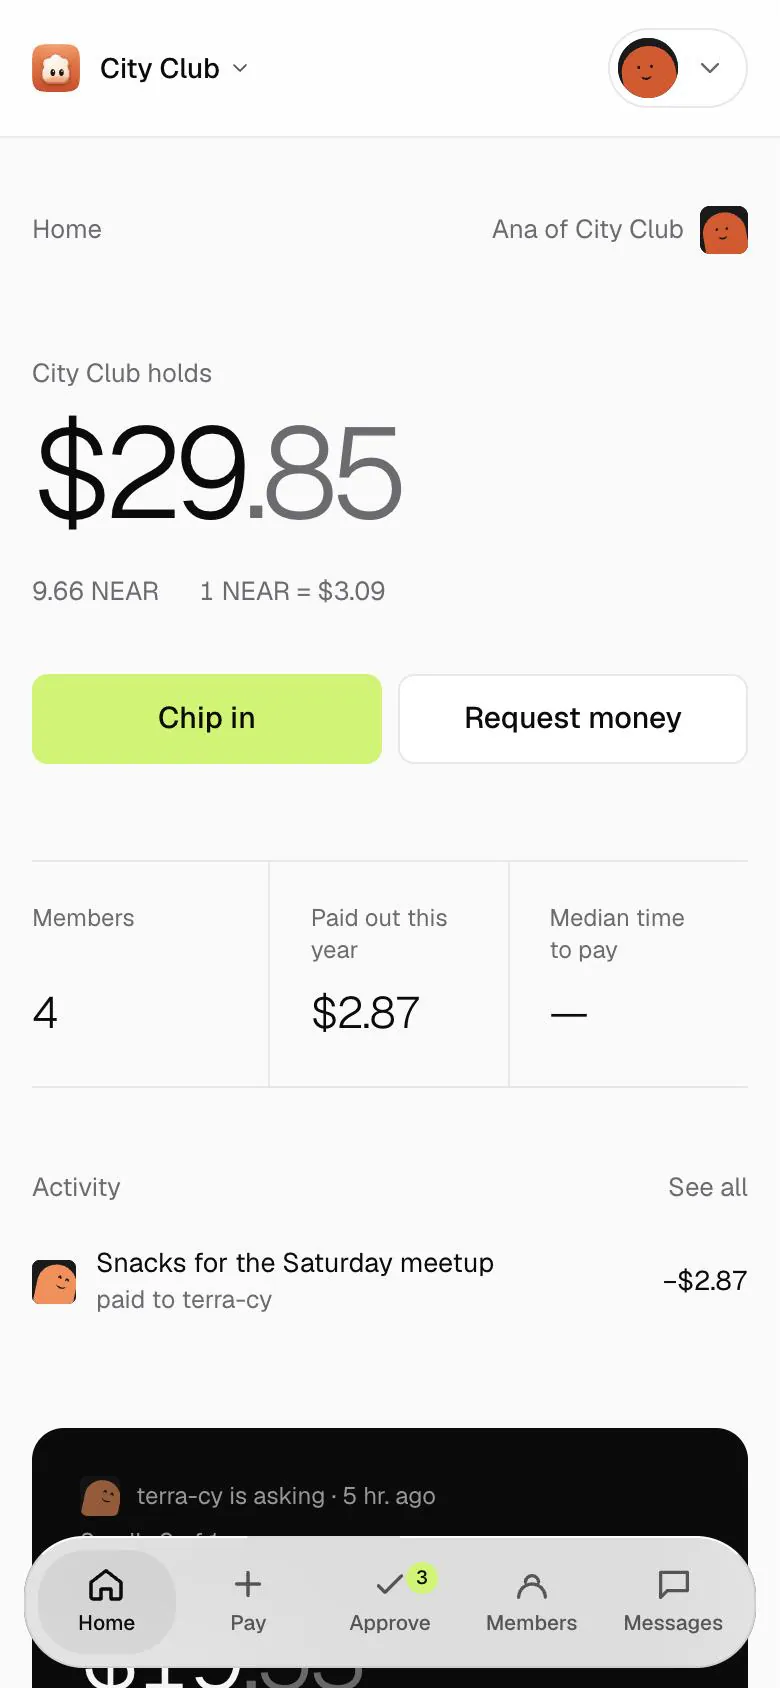 City Club
Home
Ana of City Club
City Club holds
$29.85
9.66 NEAR
1 NEAR = $3.09
Chip in
Request money
Members
4
Paid out this
year
$2.87
Median time
to pay
—
Activity
See all
Snacks for the Saturday meetup
paid to terra-cy
–$2.87
terra-cy is asking · 5 hr. ago
Home
Pay
Approve
3
Members
Messages